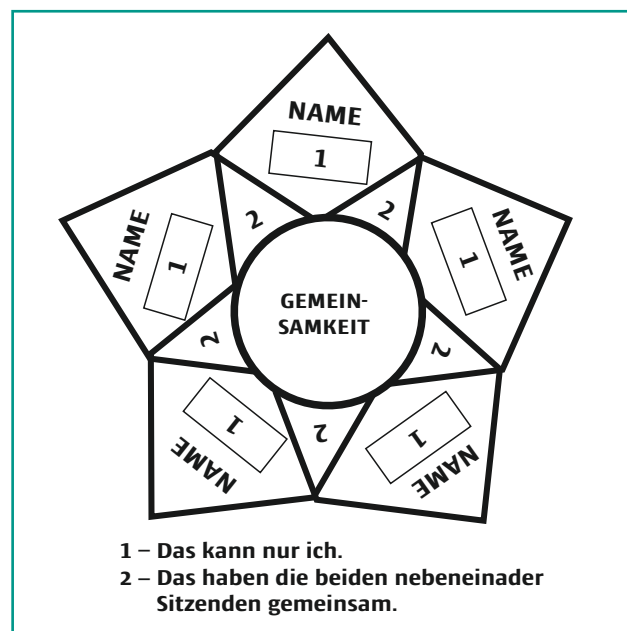 NAME
1
2
2
NAME
1
NAME
1
GEMEIN-
SAMKEIT
2
2
1
NAME
2
1
NAME
1 – Das kann nur ich.
2 – Das haben die beiden nebeneinader
Sitzenden gemeinsam.